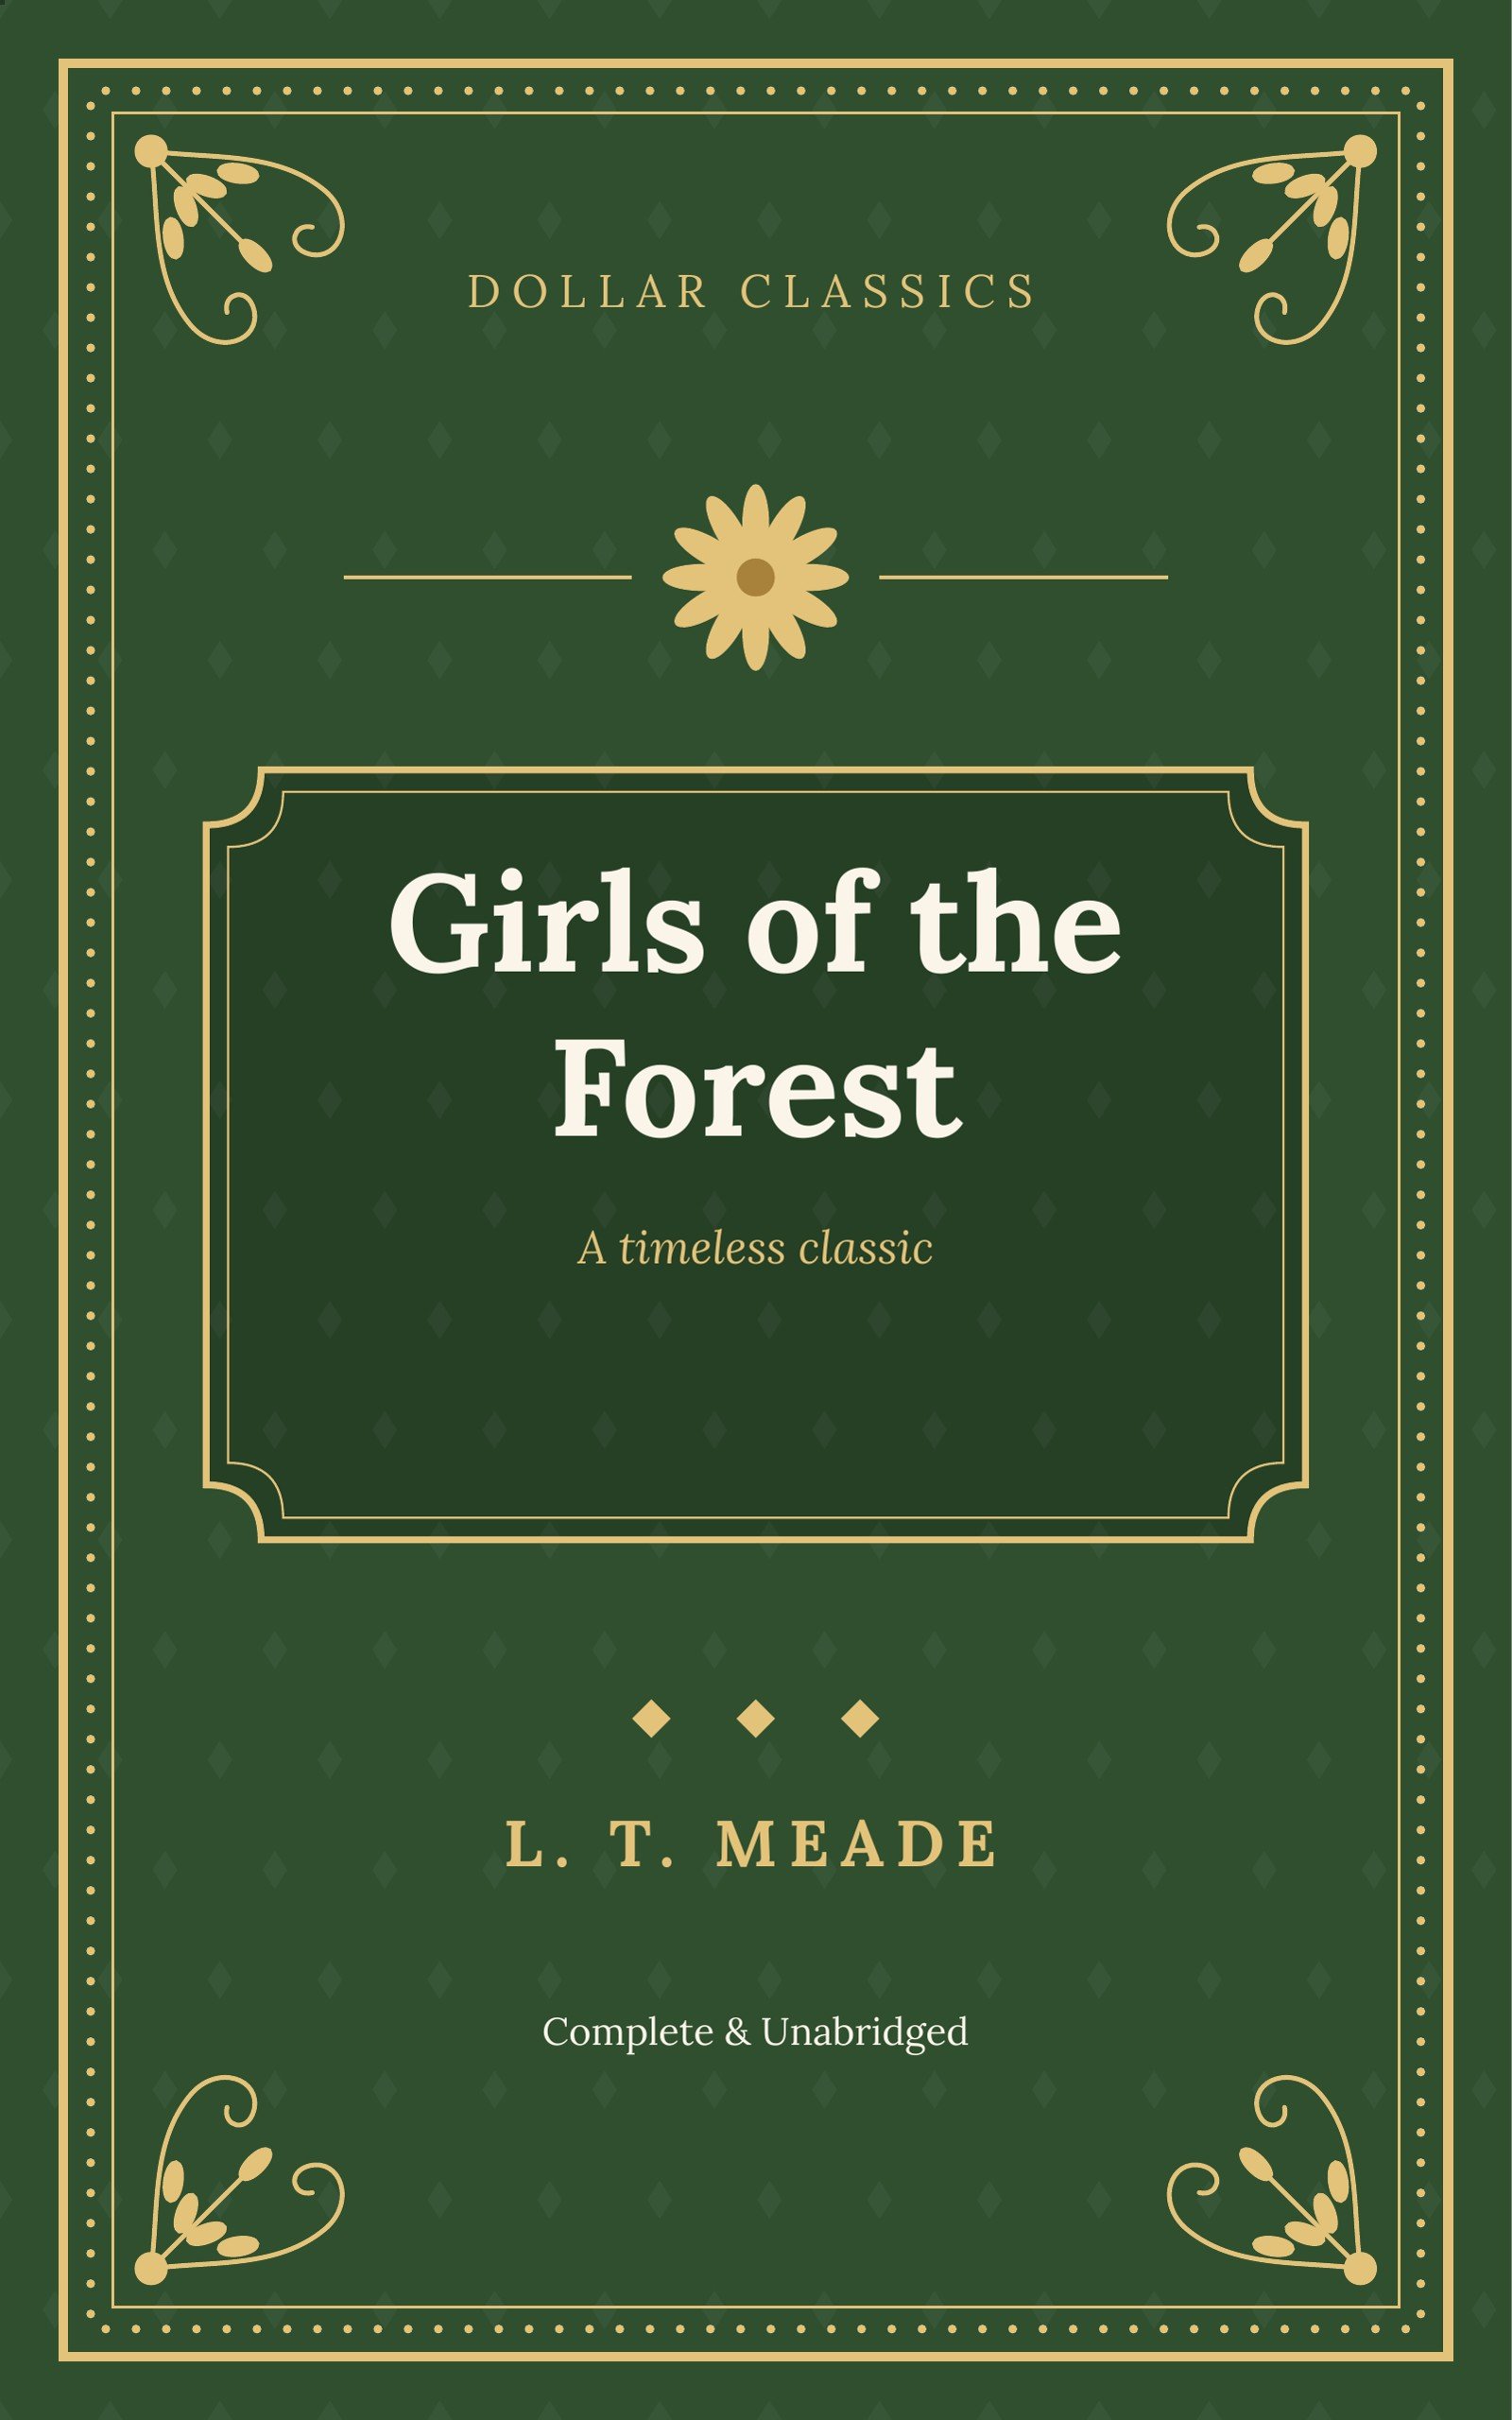 DOLLAR CLASSICS
Girls of the
Forest
A timeless classic
L. T. MEADE
Complete & Unabridged